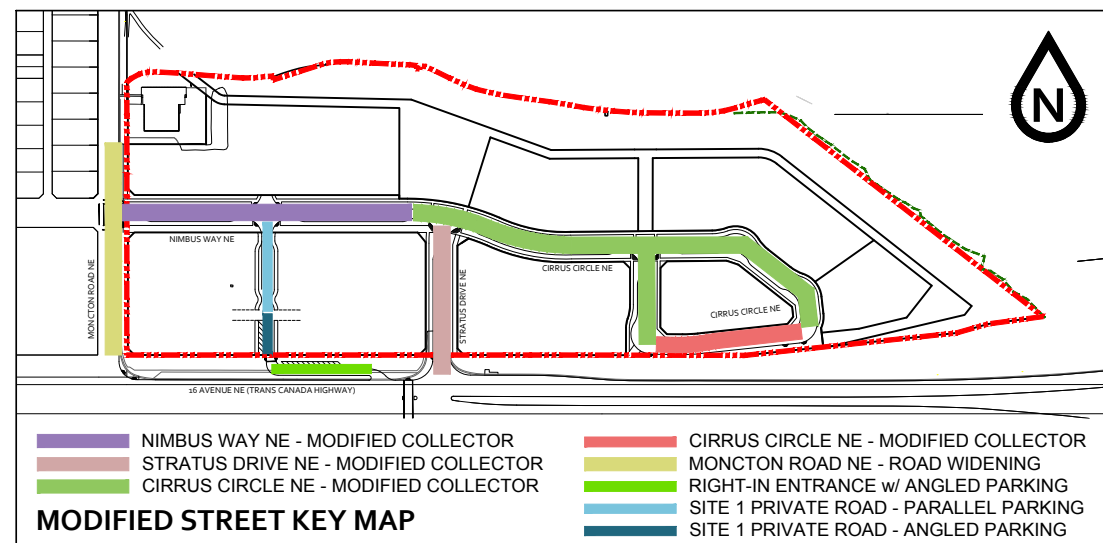 N
NIMBUS WAY NE
MONCTON ROAD NE
STRATUS DRIVE NE
CIRRUS CIRCLE NE
CIRRUS CIRCLE NE
16 AVENUE NE (TRANS CANADA HIGHWAY)
NIMBUS WAY NE - MODIFIED COLLECTOR
STRATUS DRIVE NE - MODIFIED COLLECTOR
CIRRUS CIRCLE NE - MODIFIED COLLECTOR
MODIFIED STREET KEY MAP
CIRRUS CIRCLE NE - MODIFIED COLLECTOR
MONCTON ROAD NE - ROAD WIDENING
RIGHT-IN ENTRANCE w/ ANGLED PARKING
SITE 1 PRIVATE ROAD - PARALLEL PARKING
SITE 1 PRIVATE ROAD - ANGLED PARKING